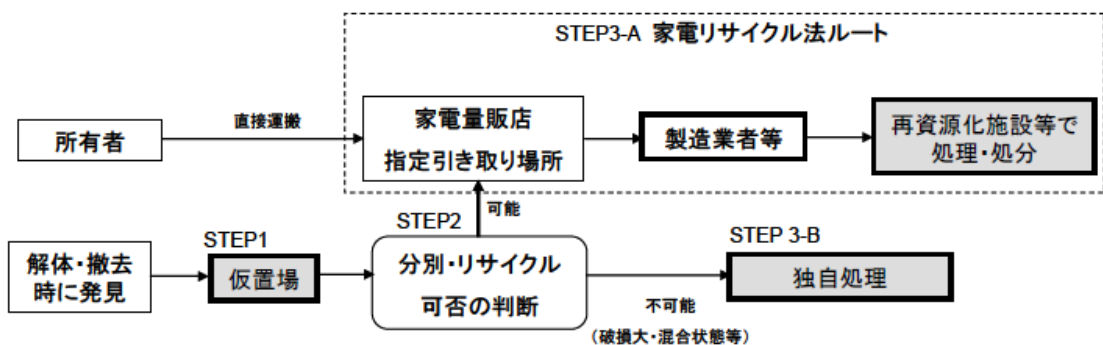 STEP3-A 家電リサイクル法ルート
所有者
直接運搬
家電量販店
指定引き取り場所
製造業者等
再資源化施設等で
処理・処分
STEP2
可能
STEP1
STEP 3-B
解体・撤去
時に発見
仮置場
分別・リサイクル
可否の判断
独自処理
不可能
（破損大・混合状態等）